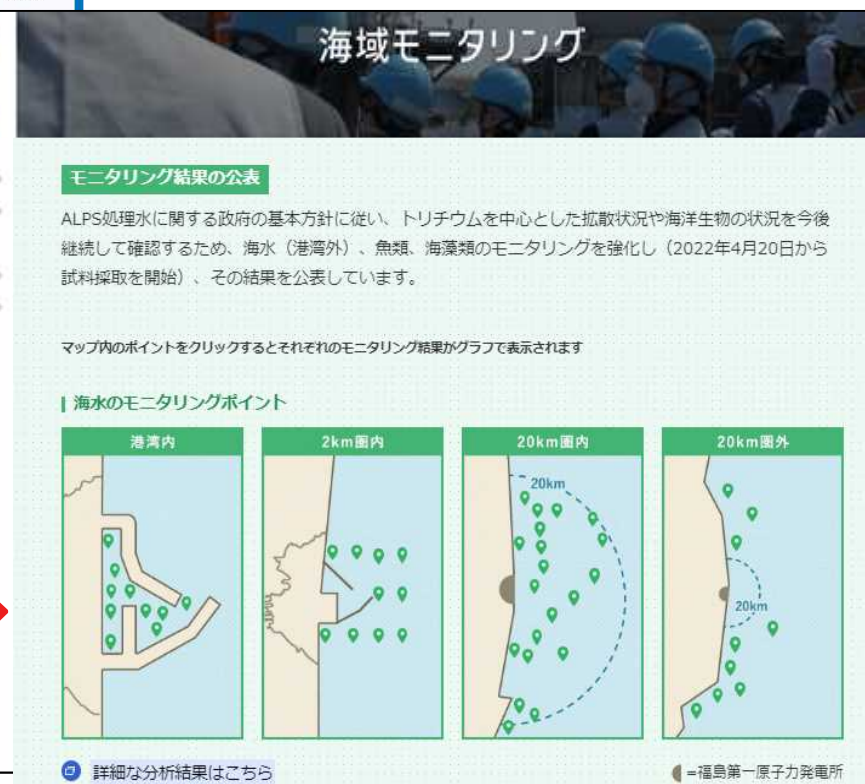 海域モニタリング
モニタリング結果の公表
ALPS処理水に関する政府の基本方針に従い、トリチウムを中心とした拡散状況や海洋生物の状況を今後
継続して確認するため、海水（港湾外）、魚類、海藻類のモニタリングを強化し（2022年4月20日から
試料採取を開始）、その結果を公表しています。
マップ内のポイントをクリックするとそれぞれのモニタリング結果がグラフで表示されます
海水のモニタリングポイント
港湾内
2km圏内
20km圏内
20km圏外
20km
20km
詳細な分析結果はこちら
=福島第一原子力発電所